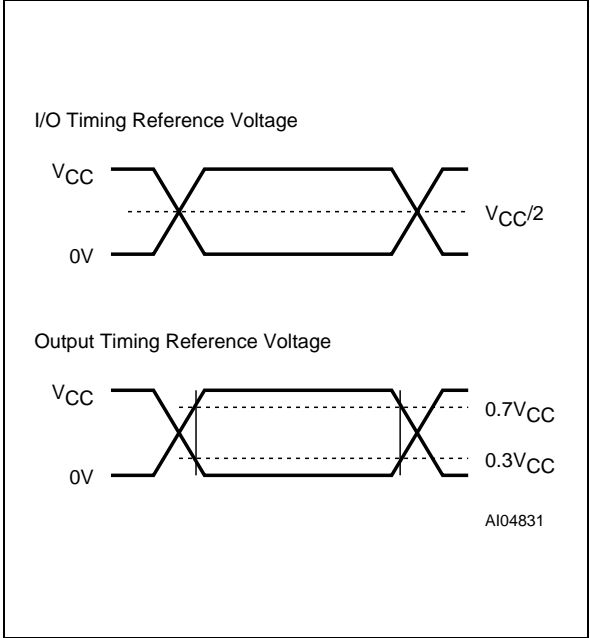 I/O Timing Reference Voltage
VCC
VCC/2
0V
Output Timing Reference Voltage
VCC
0.7VCC
0.3VCC
0V
AI04831